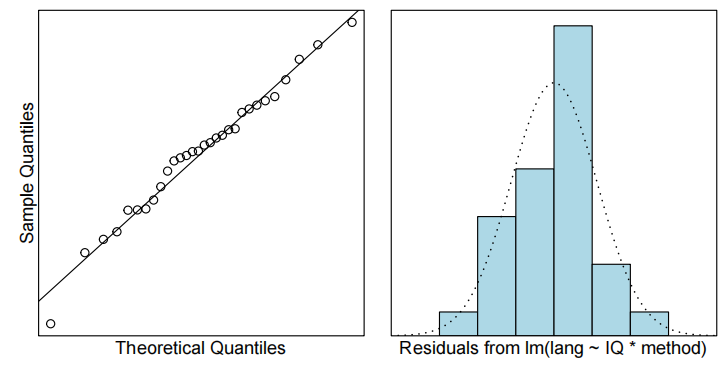 Sample Quantiles
Theoretical Quantiles
Residuals from lm(lang ~ IQ * method)